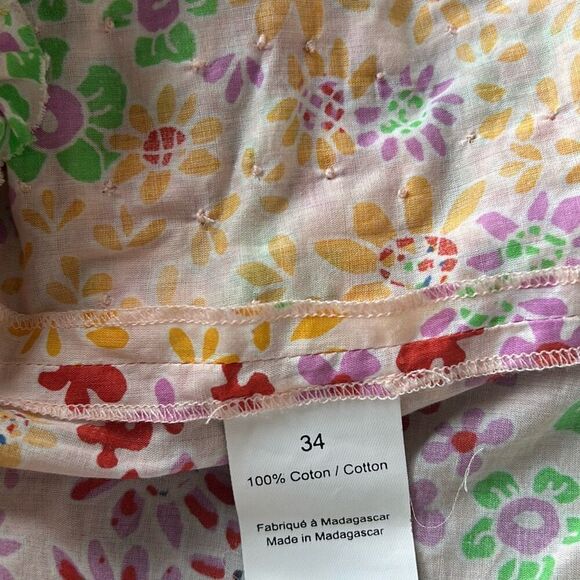 34
100% Coton / Cotton
Fabriqué à Madagascar
Made in Madagascar